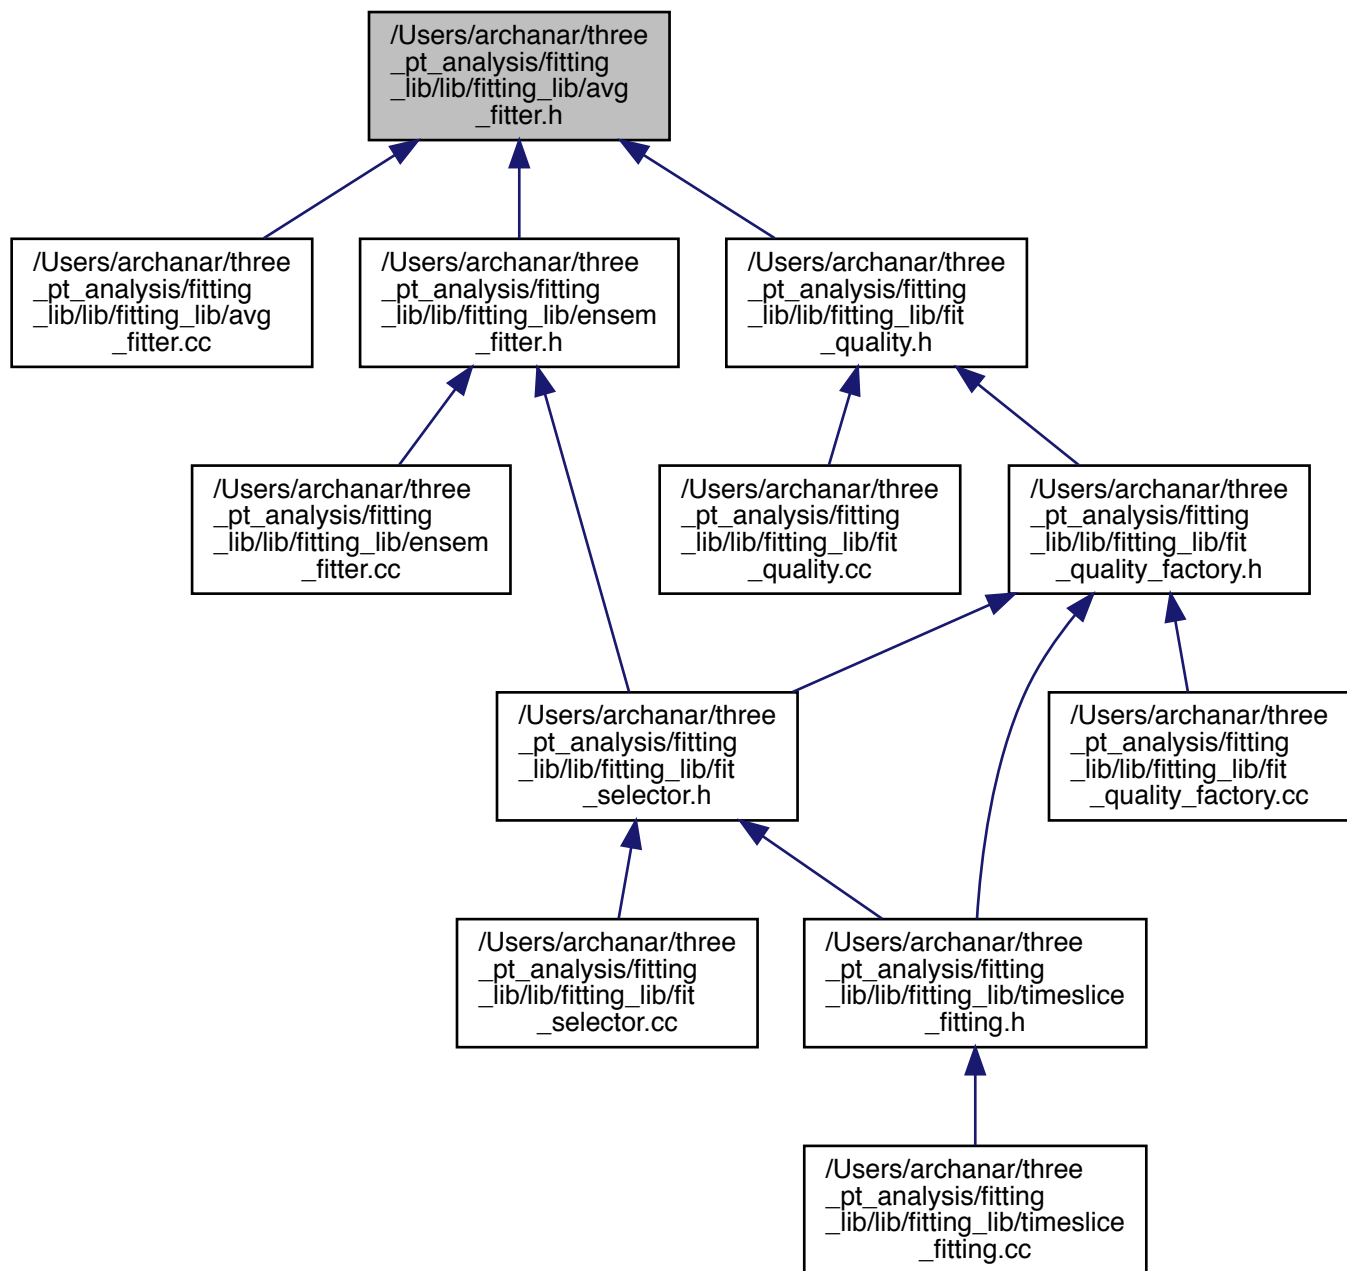 /Users/archanar/three
_pt_analysis/fitting
_lib/lib/fitting_lib/avg
_fitter.h
/Users/archanar/three
_pt_analysis/fitting
_lib/lib/fitting_lib/avg
_fitter.cc
/Users/archanar/three
_pt_analysis/fitting
_lib/lib/fitting_lib/ensem
_fitter.h
/Users/archanar/three
_pt_analysis/fitting
_lib/lib/fitting_lib/fit
_quality.h
/Users/archanar/three
_pt_analysis/fitting
_lib/lib/fitting_lib/ensem
_fitter.cc
/Users/archanar/three
_pt_analysis/fitting
_lib/lib/fitting_lib/fit
_quality.cc
/Users/archanar/three
_pt_analysis/fitting
_lib/lib/fitting_lib/fit
_quality_factory.h
/Users/archanar/three
_pt_analysis/fitting
_lib/lib/fitting_lib/fit
_selector.h
/Users/archanar/three
_pt_analysis/fitting
_lib/lib/fitting_lib/fit
_quality_factory.cc
/Users/archanar/three
_pt_analysis/fitting
_lib/lib/fitting_lib/fit
_selector.cc
/Users/archanar/three
_pt_analysis/fitting
_lib/lib/fitting_lib/timeslice
_fitting.h
/Users/archanar/three
_pt_analysis/fitting
_lib/lib/fitting_lib/timeslice
_fitting.cc